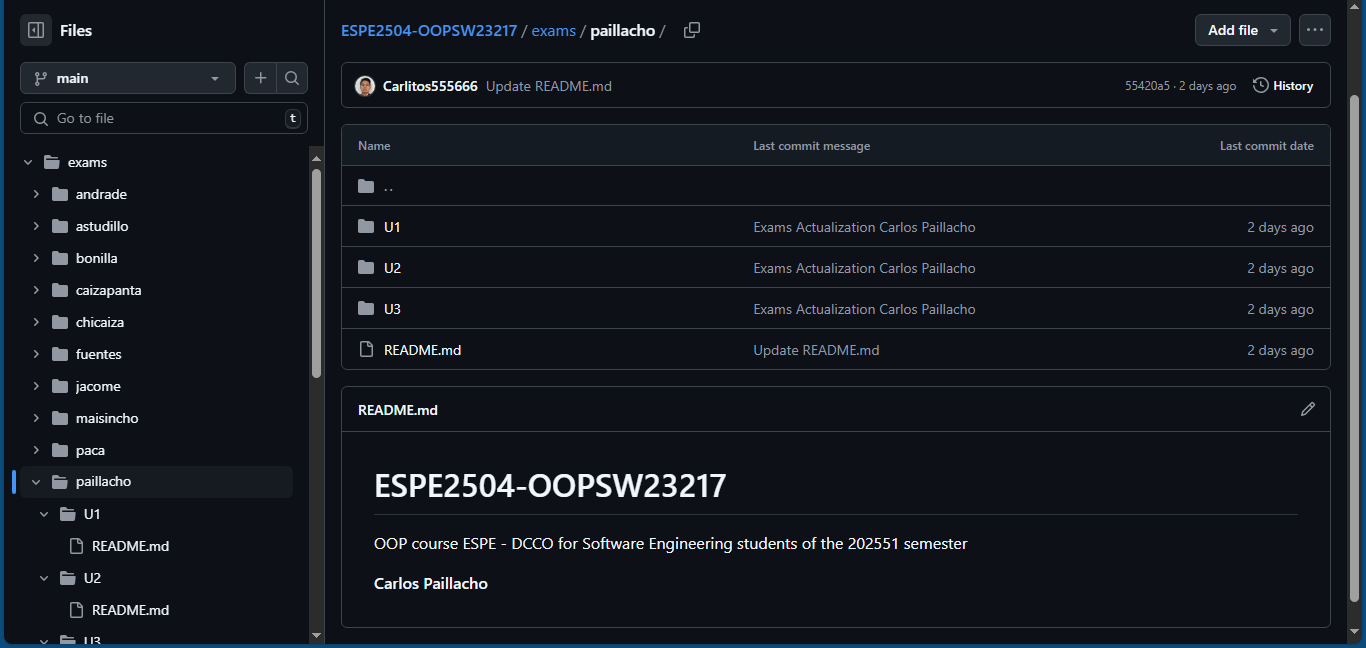 Files
main
Go to file
t
exams
andrade
astudillo
bonilla
caizapanta
chicaiza
fuentes
jacome
maisincho
paca
paillacho
U1
README.md
U2
README.md
U3
ESPE2504-OOPSW23217 / exams / paillacho /
Add file
Carlitos555666 Update README.md
55420a5 · 2 days ago History
Name Last commit message Last commit date
..
U1 Exams Actualization Carlos Paillacho 2 days ago
U2 Exams Actualization Carlos Paillacho 2 days ago
U3 Exams Actualization Carlos Paillacho 2 days ago
README.md Update README.md 2 days ago
README.md
ESPE2504-OOPSW23217
OOP course ESPE - DCCO for Software Engineering students of the 202551 semester
Carlos Paillacho